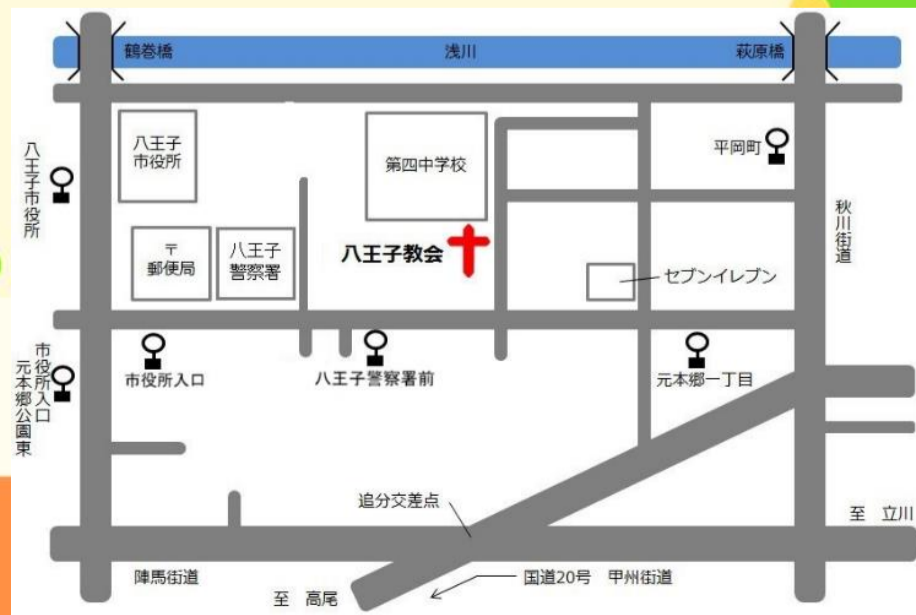 鶴巻橋
浅川
萩原橋
八王子
市役所
第四中学校
平岡町
八王子市役所
秋川街道
〒
郵便局
八王子
警察署
八王子教会
セブンイレブン
市役所入口
元本郷公園東
市役所入口
八王子警察署前
元本郷一丁目
追分交差点
至 立川
陣馬街道
国道20号 甲州街道
至 高尾